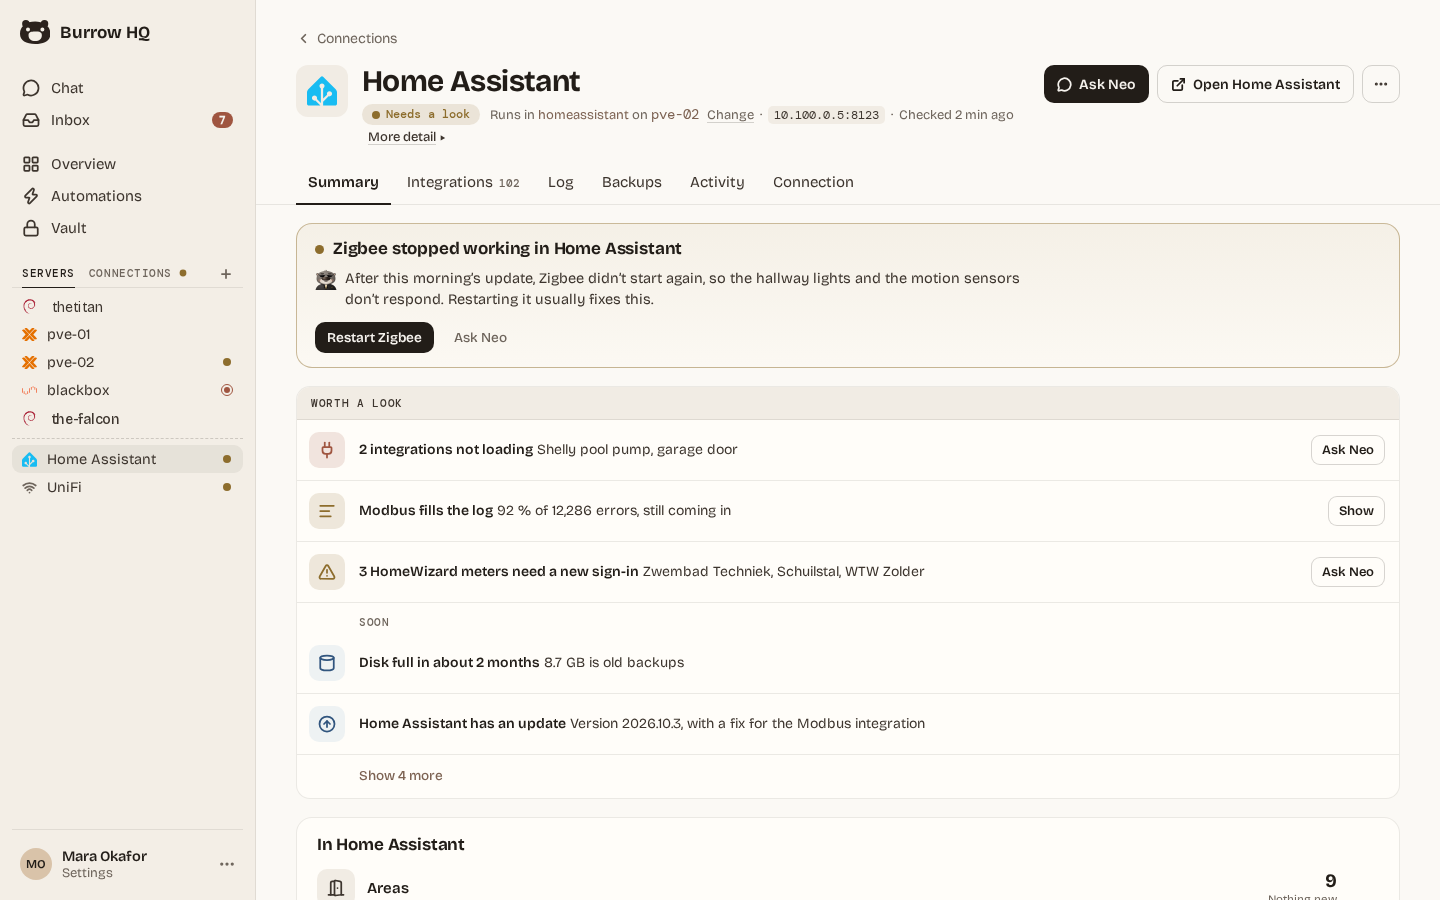 Burrow HQ
Chat
Inbox 7
Overview
Automations
Vault
SERVERS CONNECTIONS +
thetitan
pve-01
pve-02
blackbox
the-falcon
Home Assistant
UniFi
MO Mara Okafor
Settings
Connections
Home Assistant
Ask Neo Open Home Assistant
Needs a look Runs in homeassistant on pve-02 Change · 10.100.0.5:8123 · Checked 2 min ago
More detail ▸
Summary Integrations 102 Log Backups Activity Connection
Zigbee stopped working in Home Assistant
After this morning's update, Zigbee didn't start again, so the hallway lights and the motion sensors
don't respond. Restarting it usually fixes this.
Restart Zigbee Ask Neo
WORTH A LOOK
2 integrations not loading Shelly pool pump, garage door Ask Neo
Modbus fills the log 92 % of 12,286 errors, still coming in Show
3 HomeWizard meters need a new sign-in Zwembad Techniek, Schuilstal, WTW Zolder Ask Neo
SOON
Disk full in about 2 months 8.7 GB is old backups
Home Assistant has an update Version 2026.10.3, with a fix for the Modbus integration
Show 4 more
In Home Assistant
Areas 9
Nothing new